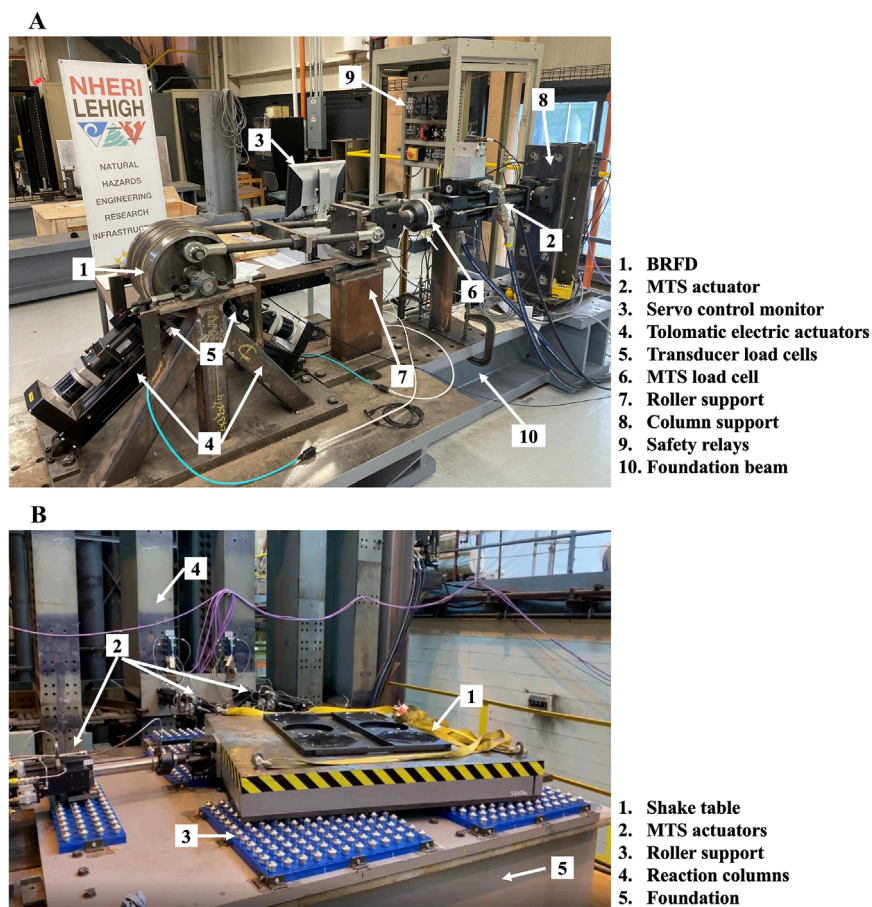 A
NHERI
LEHIGH
NATURAL
HAZARDS
ENGINEERING
RESEARCH
INFRASTRUCT
1
2
3
4
5
6
7
8
9
10
1. BRFD
2. MTS actuator
3. Servo control monitor
4. Tolomatic electric actuators
5. Transducer load cells
6. MTS load cell
7. Roller support
8. Column support
9. Safety relays
10. Foundation beam
B
1
2
3
4
5
1. Shake table
2. MTS actuators
3. Roller support
4. Reaction columns
5. Foundation